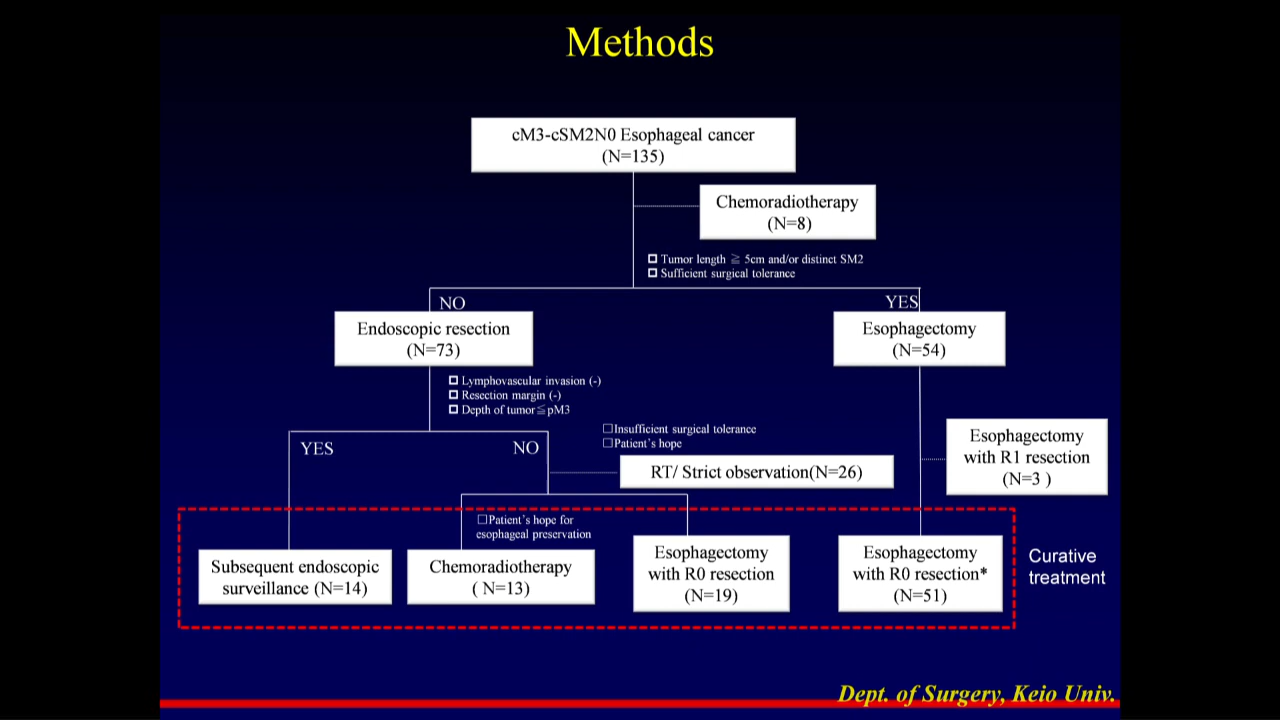 Methods
cM3-cSM2N0 Esophageal cancer
(N=135)
Chemoradiotherapy
(N=8)
Tumor length ≧ 5cm and/or distinct SM2
Sufficient surgical tolerance
NO
YES
Endoscopic resection
(N=73)
Esophagectomy
(N=54)
Lymphovascular invasion (-)
Resection margin (-)
Depth of tumor≦pM3
YES
NO
Insufficient surgical tolerance
Patient's hope
RT/ Strict observation(N=26)
Esophagectomy
with R1 resection
(N=3 )
Patient's hope for
esophageal preservation
Subsequent endoscopic
surveillance (N=14)
Chemoradiotherapy
( N=13)
Esophagectomy
with R0 resection
(N=19)
Esophagectomy
with R0 resection*
(N=51)
Curative
treatment
Dept. of Surgery, Keio Univ.